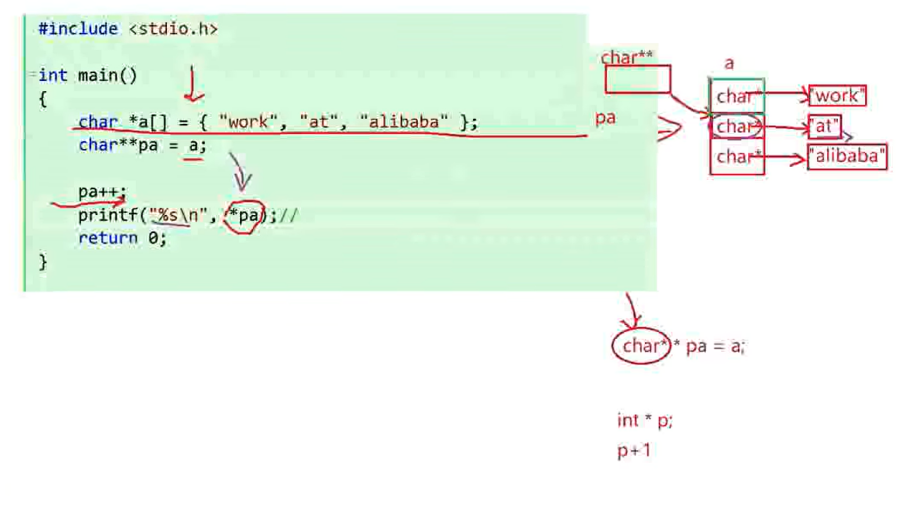 #include <stdio.h>
int main()
{
char *a[] = { "work", "at", "alibaba" };
char**pa = a;
pa++;
printf("%s\n", *pa);//
return 0;
}
char**
pa
a
char*
"work"
char*
"at"
char*
"alibaba"
char* * pa = a;
int * p;
p+1